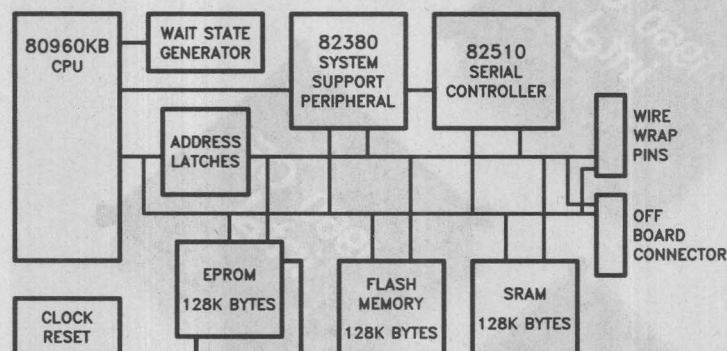 80960KB
CPU
WAIT STATE
GENERATOR
82380
SYSTEM
SUPPORT
PERIPHERAL
82510
SERIAL
CONTROLLER
ADDRESS
LATCHES
WIRE
WRAP
PINS
OFF
BOARD
CONNECTOR
EPROM
128K BYTES
FLASH
MEMORY
128K BYTES
SRAM
128K BYTES
CLOCK
RESET